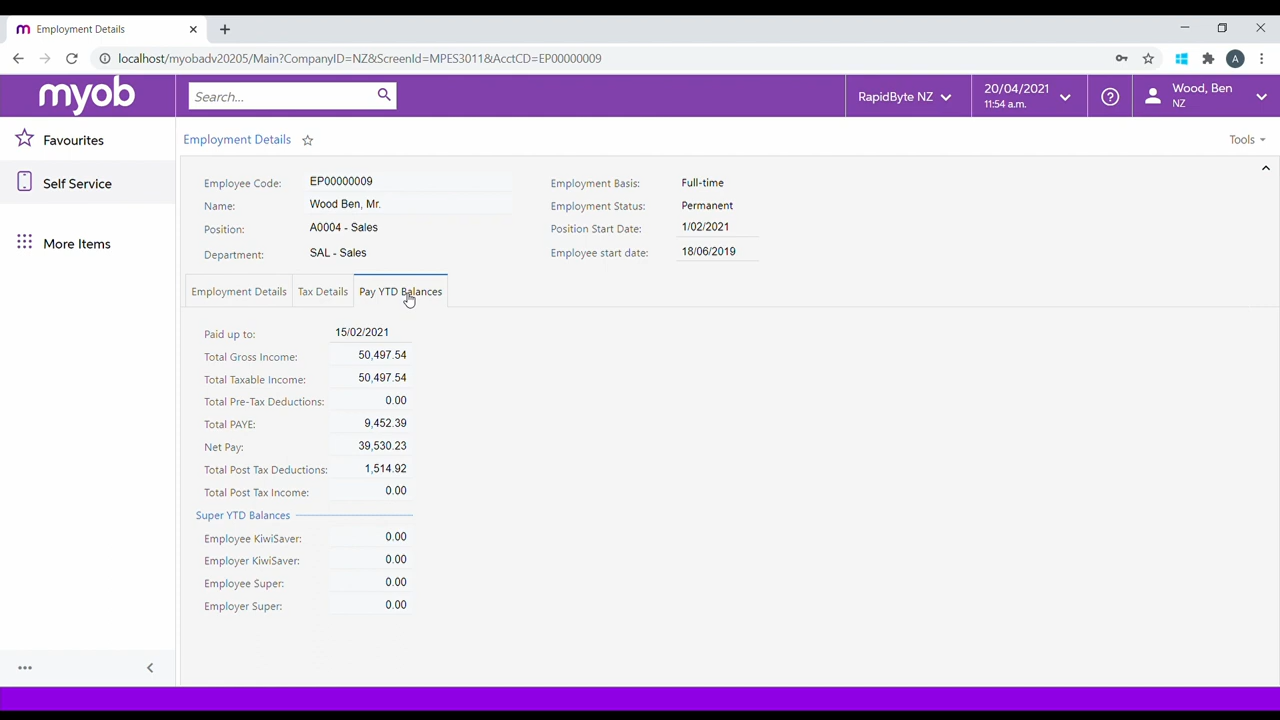 Employment Details
localhost/myobadv20205/Main?CompanyID=NZ&ScreenId=MPES3011&AcctCD=EP00000009
A
myob
Search...
RapidByte NZ
20/04/2021
11:54 a.m.
Wood, Ben
NZ
Favourites
Self Service
More Items
Employment Details
Tools
Employee Code: EP00000009 Employment Basis: Full-time
Name: Wood Ben, Mr. Employment Status: Permanent
Position: A0004 - Sales Position Start Date: 1/02/2021
Department: SAL - Sales Employee start date: 18/06/2019
Employment Details Tax Details Pay YTD Balances
Paid up to: 15/02/2021
Total Gross Income: 50,497.54
Total Taxable Income: 50,497.54
Total Pre-Tax Deductions: 0.00
Total PAYE: 9,452.39
Net Pay: 39,530.23
Total Post Tax Deductions: 1,514.92
Total Post Tax Income: 0.00
Super YTD Balances
Employee KiwiSaver: 0.00
Employer KiwiSaver: 0.00
Employee Super: 0.00
Employer Super: 0.00